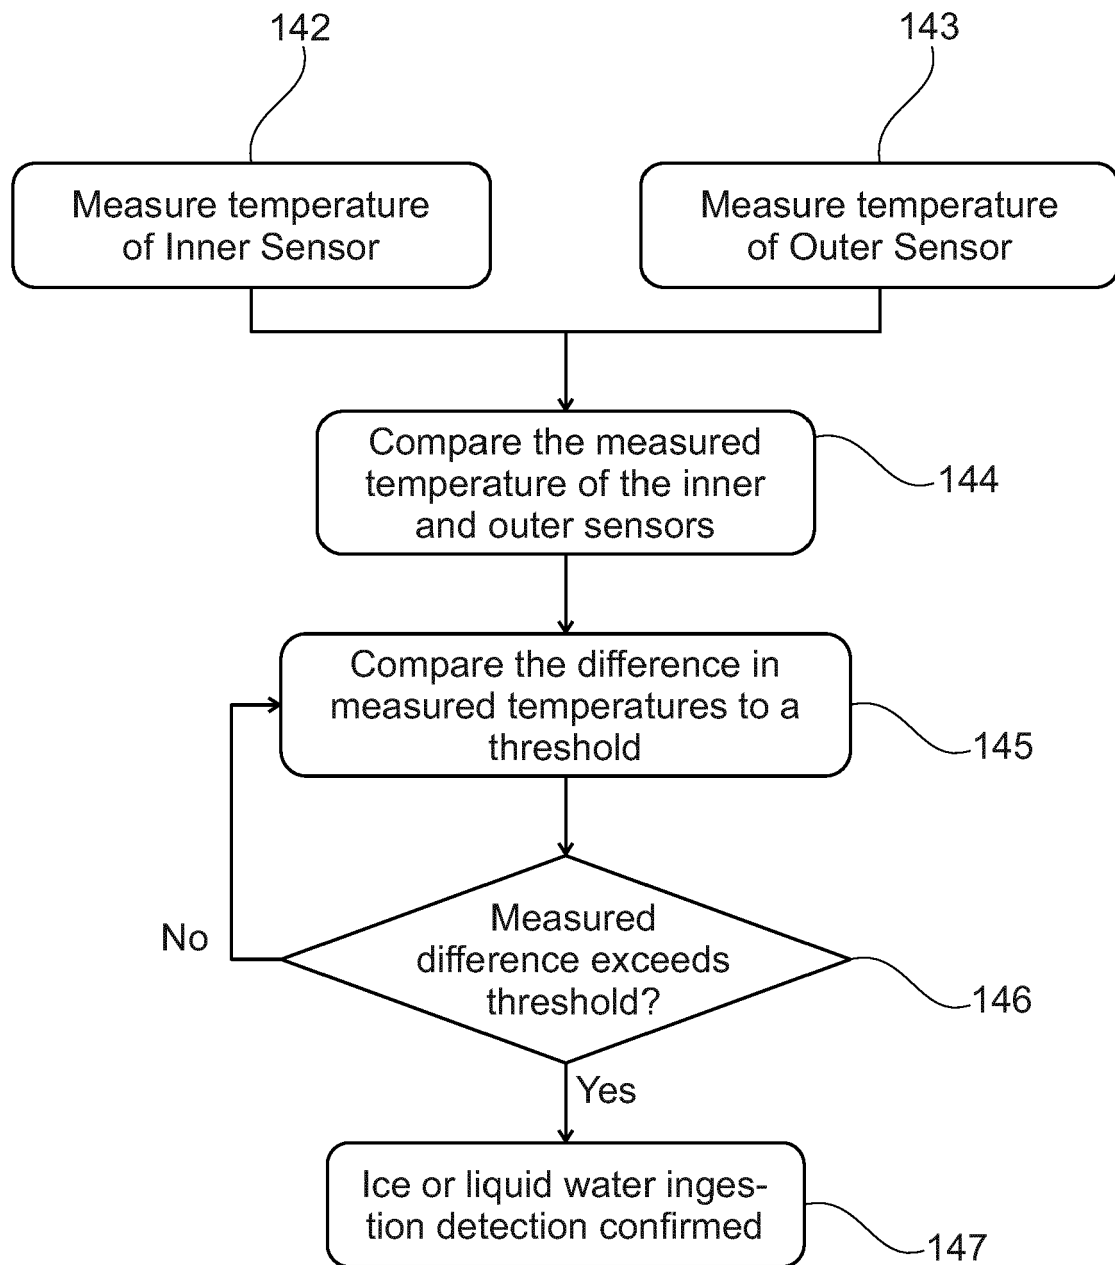 142
143
Measure temperature
of Inner Sensor
Measure temperature
of Outer Sensor
Compare the measured
temperature of the inner
and outer sensors
144
Compare the difference in
measured temperatures to a
threshold
145
Measured
difference exceeds
threshold?
No
146
Yes
Ice or liquid water inges-
tion detection confirmed
147